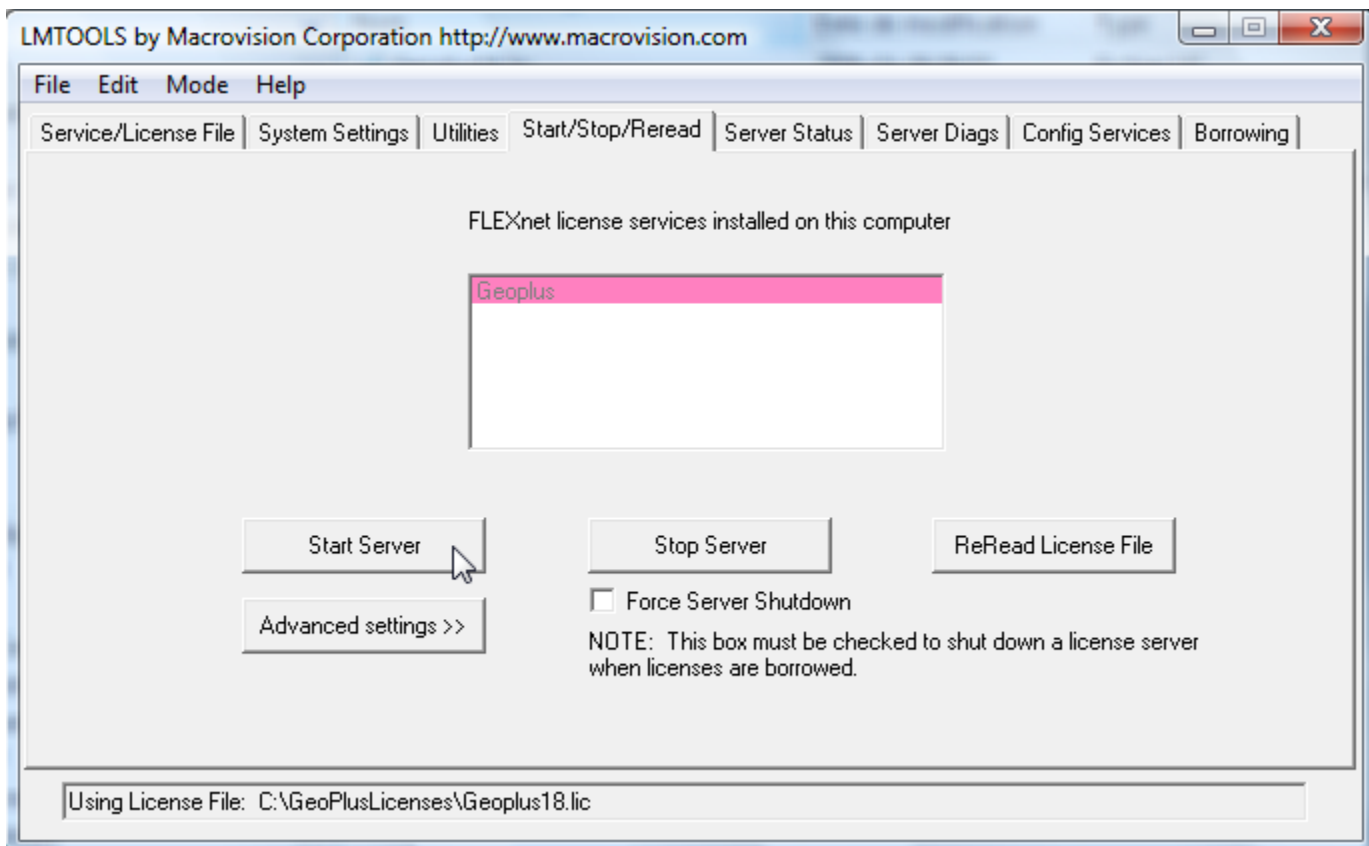 LMTOOLS by Macrovision Corporation http://www.macrovision.com
File Edit Mode Help
Service/License File System Settings Utilities Start/Stop/Reread Server Status Server Diags Config Services Borrowing
FLEXnet license services installed on this computer
Geoplus
Start Server Stop Server ReRead License File
Force Server Shutdown
Advanced settings >>
NOTE: This box must be checked to shut down a license server
when licenses are borrowed.
Using License File: C:\GeoPlusLicenses\Geoplus18.lic